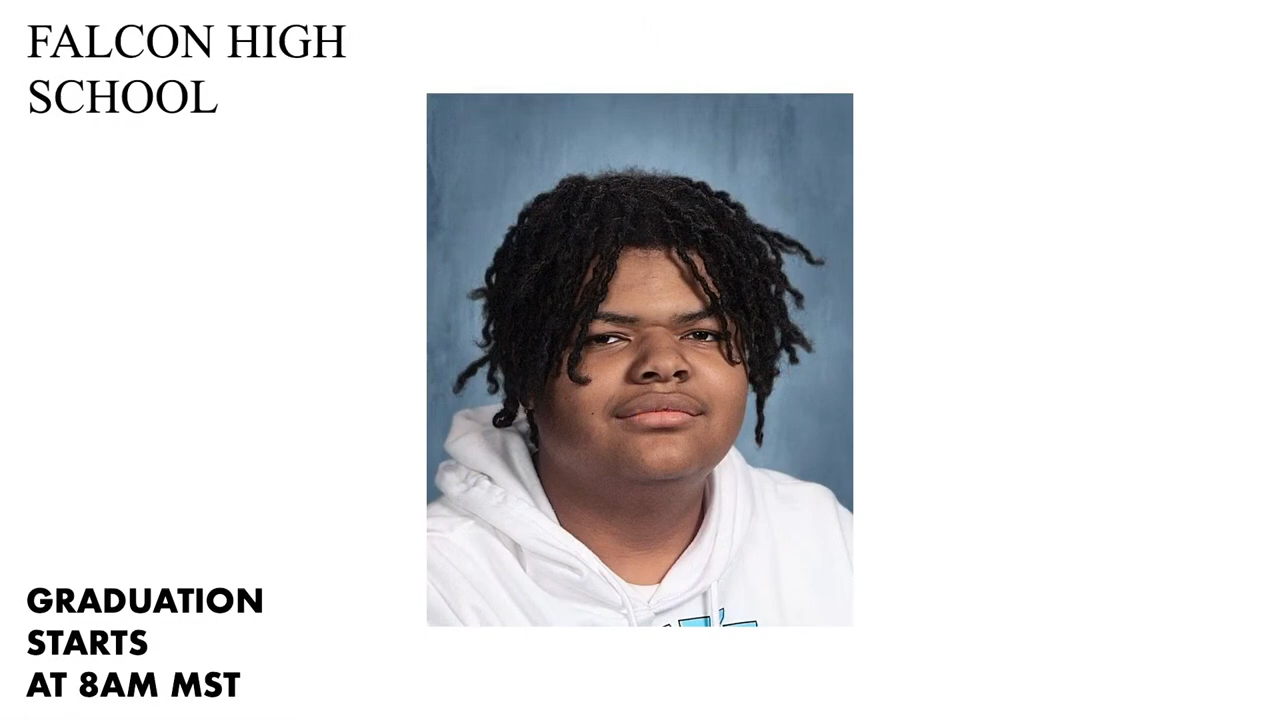 FALCON HIGH
SCHOOL
GRADUATION
STARTS
AT 8AM MST